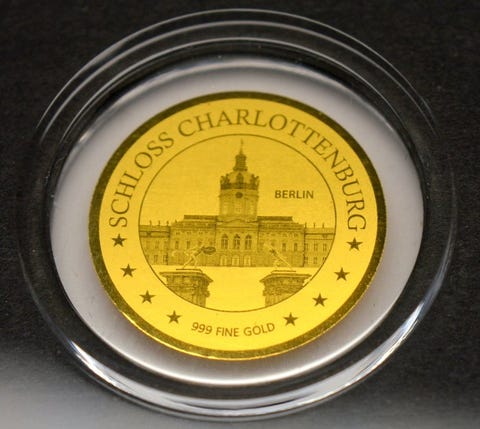 SCHLOSS CHARLOTTENBURG
BERLIN
999 FINE GOLD